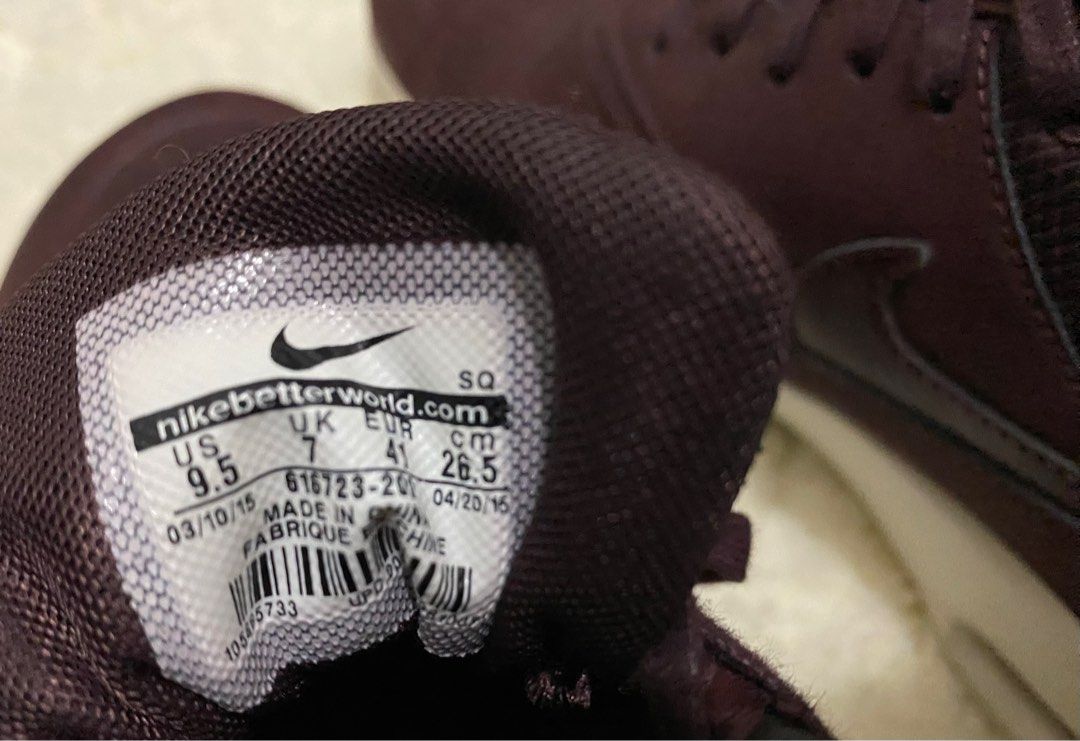 SQ
nikebetterworld.com
US UK EUR cm
9.5 7 41 26.5
616723-201
03/10/15 04/20/15
MADE IN
FABRIQUE
UPC